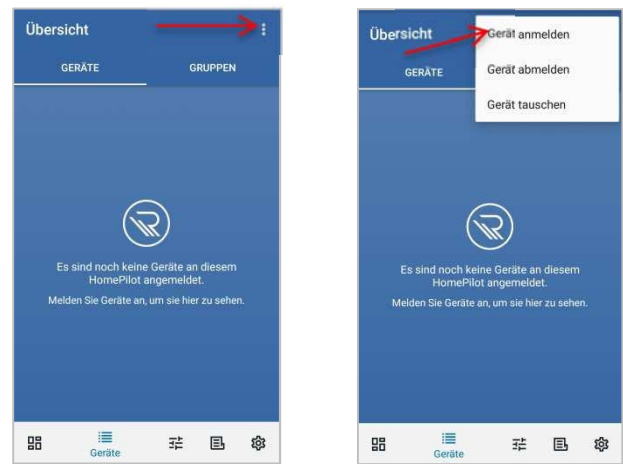 Übersicht
GERÄTE
GRUPPEN
Es sind noch keine Geräte an diesem
HomePilot angemeldet.
Melden Sie Geräte an, um sie hier zu sehen.
Geräte
Übersicht
Gerät anmelden
GERÄTE
Gerät abmelden
Gerät tauschen
Es sind noch keine Geräte an diesem
HomePilot angemeldet.
Melden Sie Geräte an, um sie hier zu sehen.
Geräte